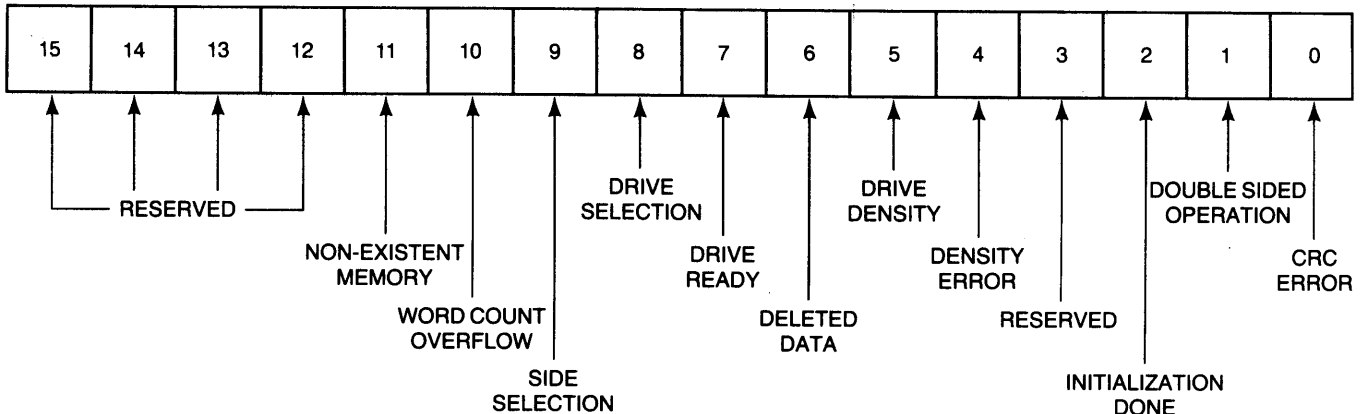 15 14 13 12 11 10 9 8 7 6 5 4 3 2 1 0
RESERVED
NON-EXISTENT
MEMORY
WORD COUNT
OVERFLOW
SIDE
SELECTION
DRIVE
SELECTION
DRIVE
READY
DELETED
DATA
DRIVE
DENSITY
DENSITY
ERROR
RESERVED
INITIALIZATION
DONE
DOUBLE SIDED
OPERATION
CRC
ERROR